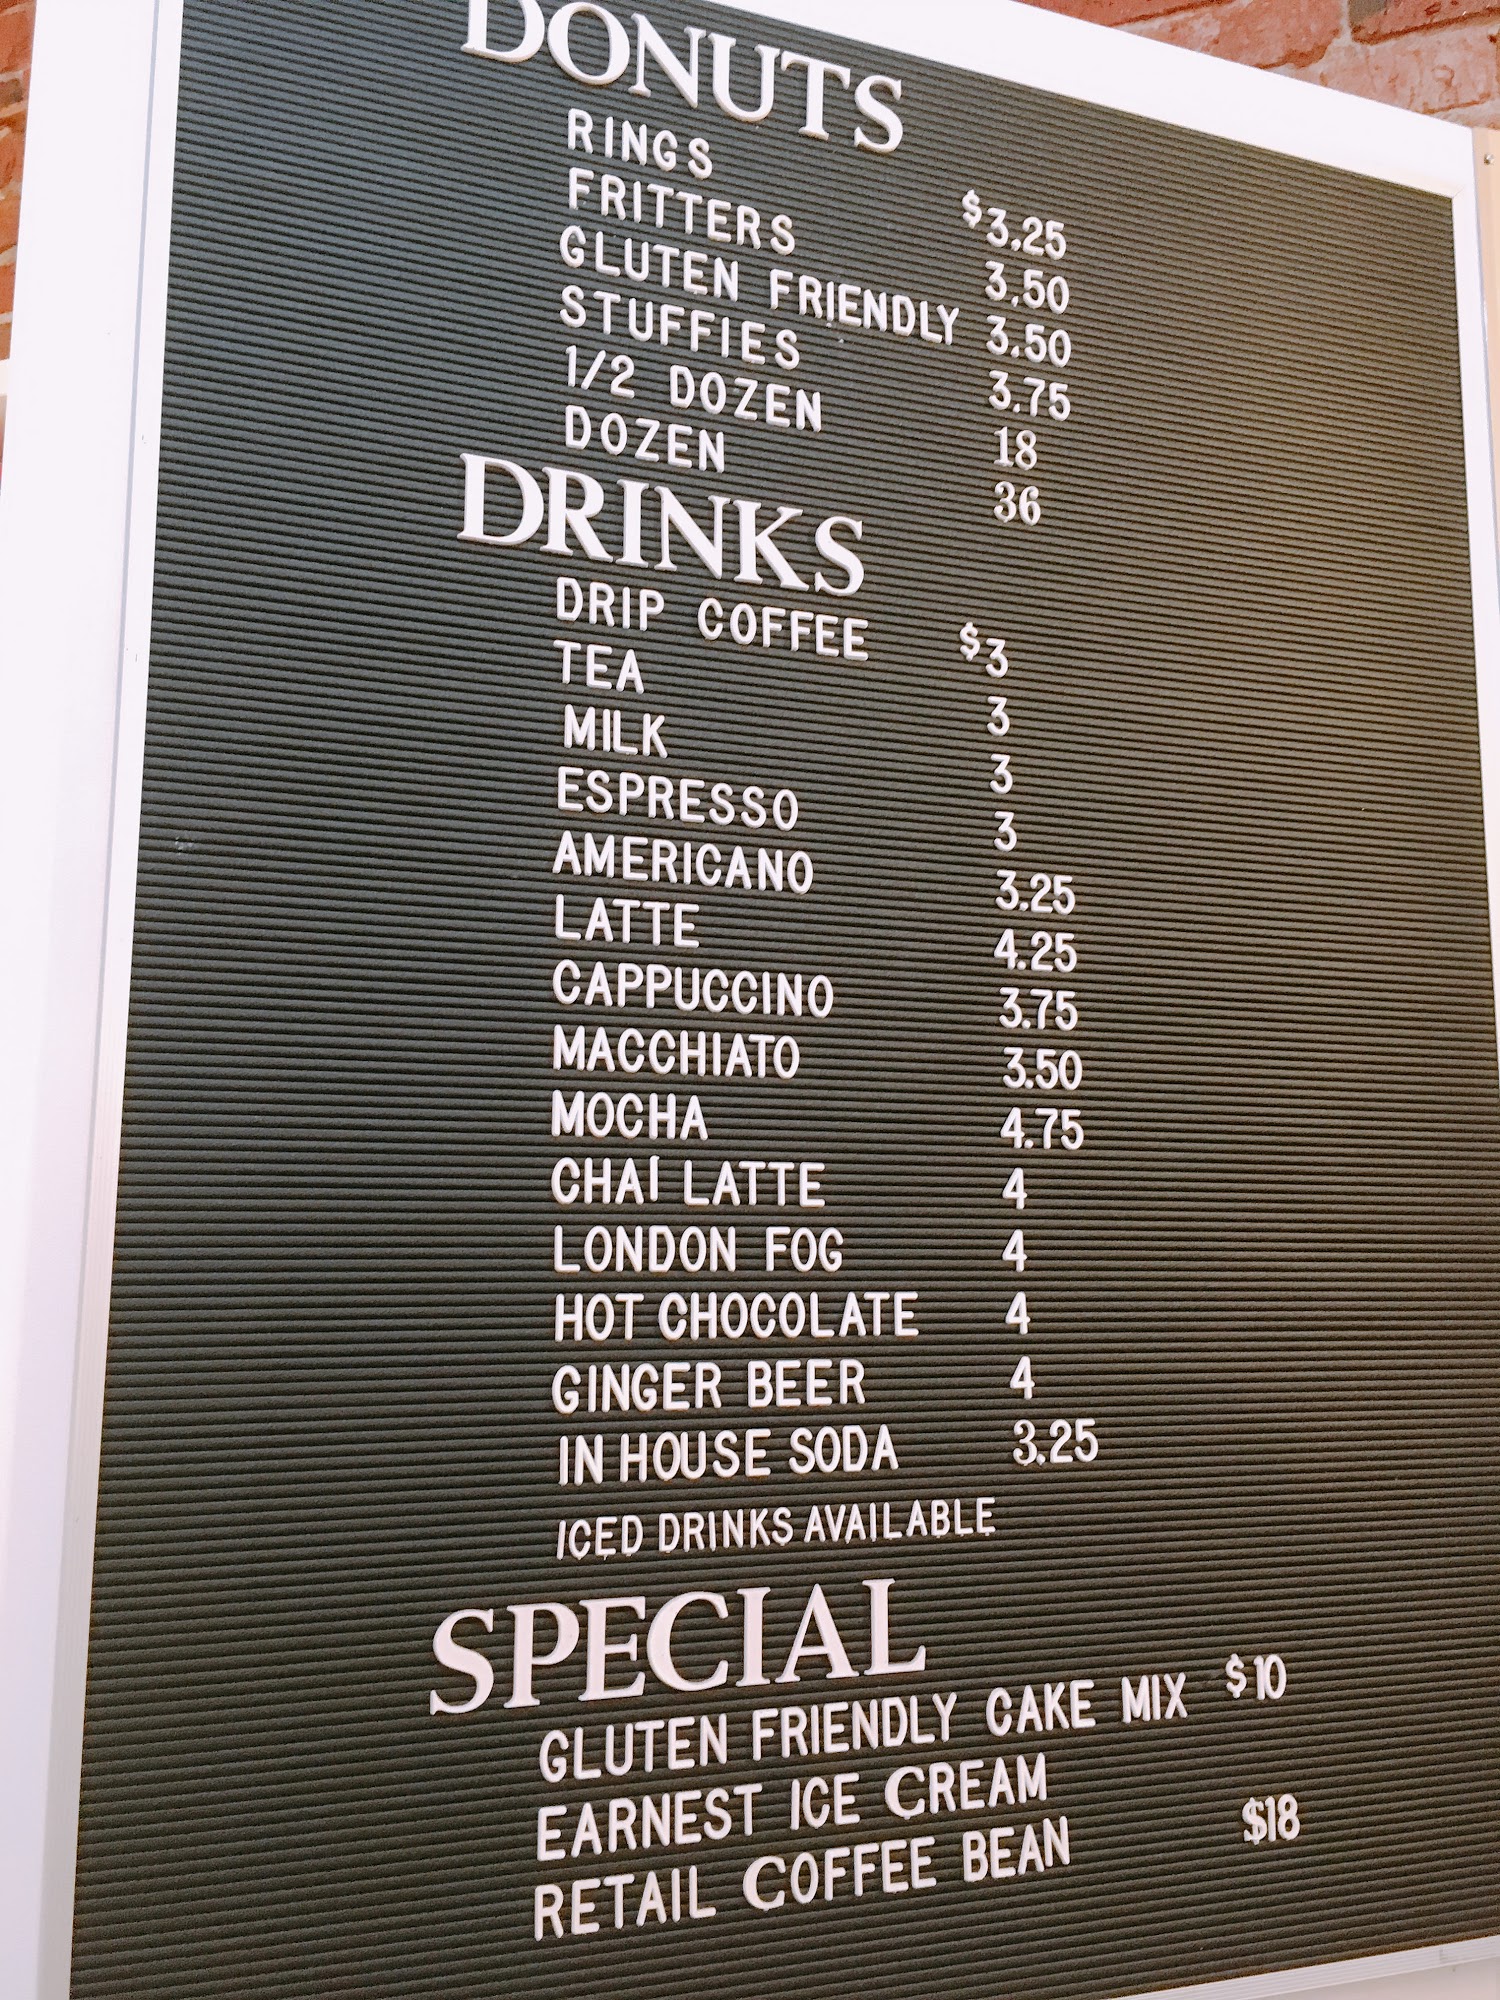 DONUTS
RINGS $3.25
FRITTERS 3.50
GLUTEN FRIENDLY 3.50
STUFFIES 3.75
1/2 DOZEN 18
DOZEN 36
DRINKS
DRIP COFFEE $3
TEA 3
MILK 3
ESPRESSO 3
AMERICANO 3.25
LATTE 4.25
CAPPUCCINO 3.75
MACCHIATO 3.50
MOCHA 4.75
CHAI LATTE 4
LONDON FOG 4
HOT CHOCOLATE 4
GINGER BEER 4
IN HOUSE SODA 3.25
ICED DRINKS AVAILABLE
SPECIAL
GLUTEN FRIENDLY CAKE MIX $10
EARNEST ICE CREAM
RETAIL COFFEE BEAN $18